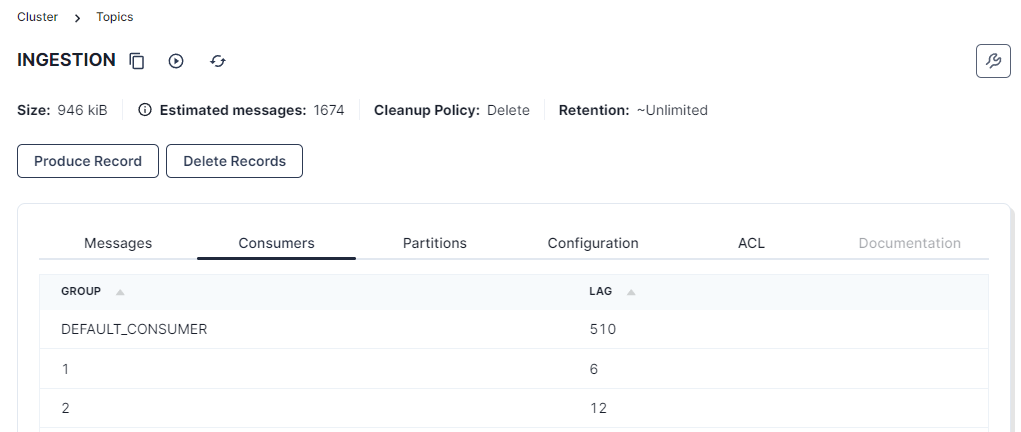 Cluster > Topics
INGESTION
Size: 946 kiB Estimated messages: 1674 Cleanup Policy: Delete Retention: ~Unlimited
Produce Record Delete Records
Messages Consumers Partitions Configuration ACL Documentation
GROUP LAG
DEFAULT_CONSUMER 510
1 6
2 12